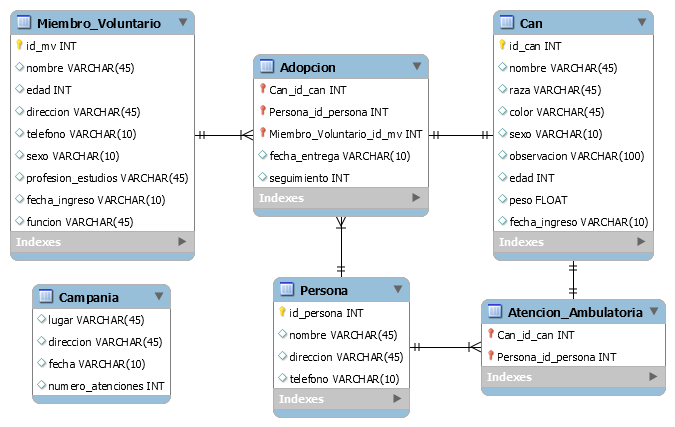 Miembro_Voluntario
id_mv INT
nombre VARCHAR(45)
edad INT
direccion VARCHAR(45)
telefono VARCHAR(10)
sexo VARCHAR(10)
profesion_estudios VARCHAR(45)
fecha_ingreso VARCHAR(10)
funcion VARCHAR(45)
Indexes
Adopcion
Can_id_can INT
Persona_id_persona INT
Miembro_Voluntario_id_mv INT
fecha_entrega VARCHAR(10)
seguimiento INT
Indexes
Can
id_can INT
nombre VARCHAR(45)
raza VARCHAR(45)
color VARCHAR(45)
sexo VARCHAR(10)
observacion VARCHAR(100)
edad INT
peso FLOAT
fecha_ingreso VARCHAR(10)
Indexes
Campania
lugar VARCHAR(45)
direccion VARCHAR(45)
fecha VARCHAR(10)
numero_atenciones INT
Persona
id_persona INT
nombre VARCHAR(45)
direccion VARCHAR(45)
telefono VARCHAR(10)
Indexes
Atencion_Ambulatoria
Can_id_can INT
Persona_id_persona INT
Indexes